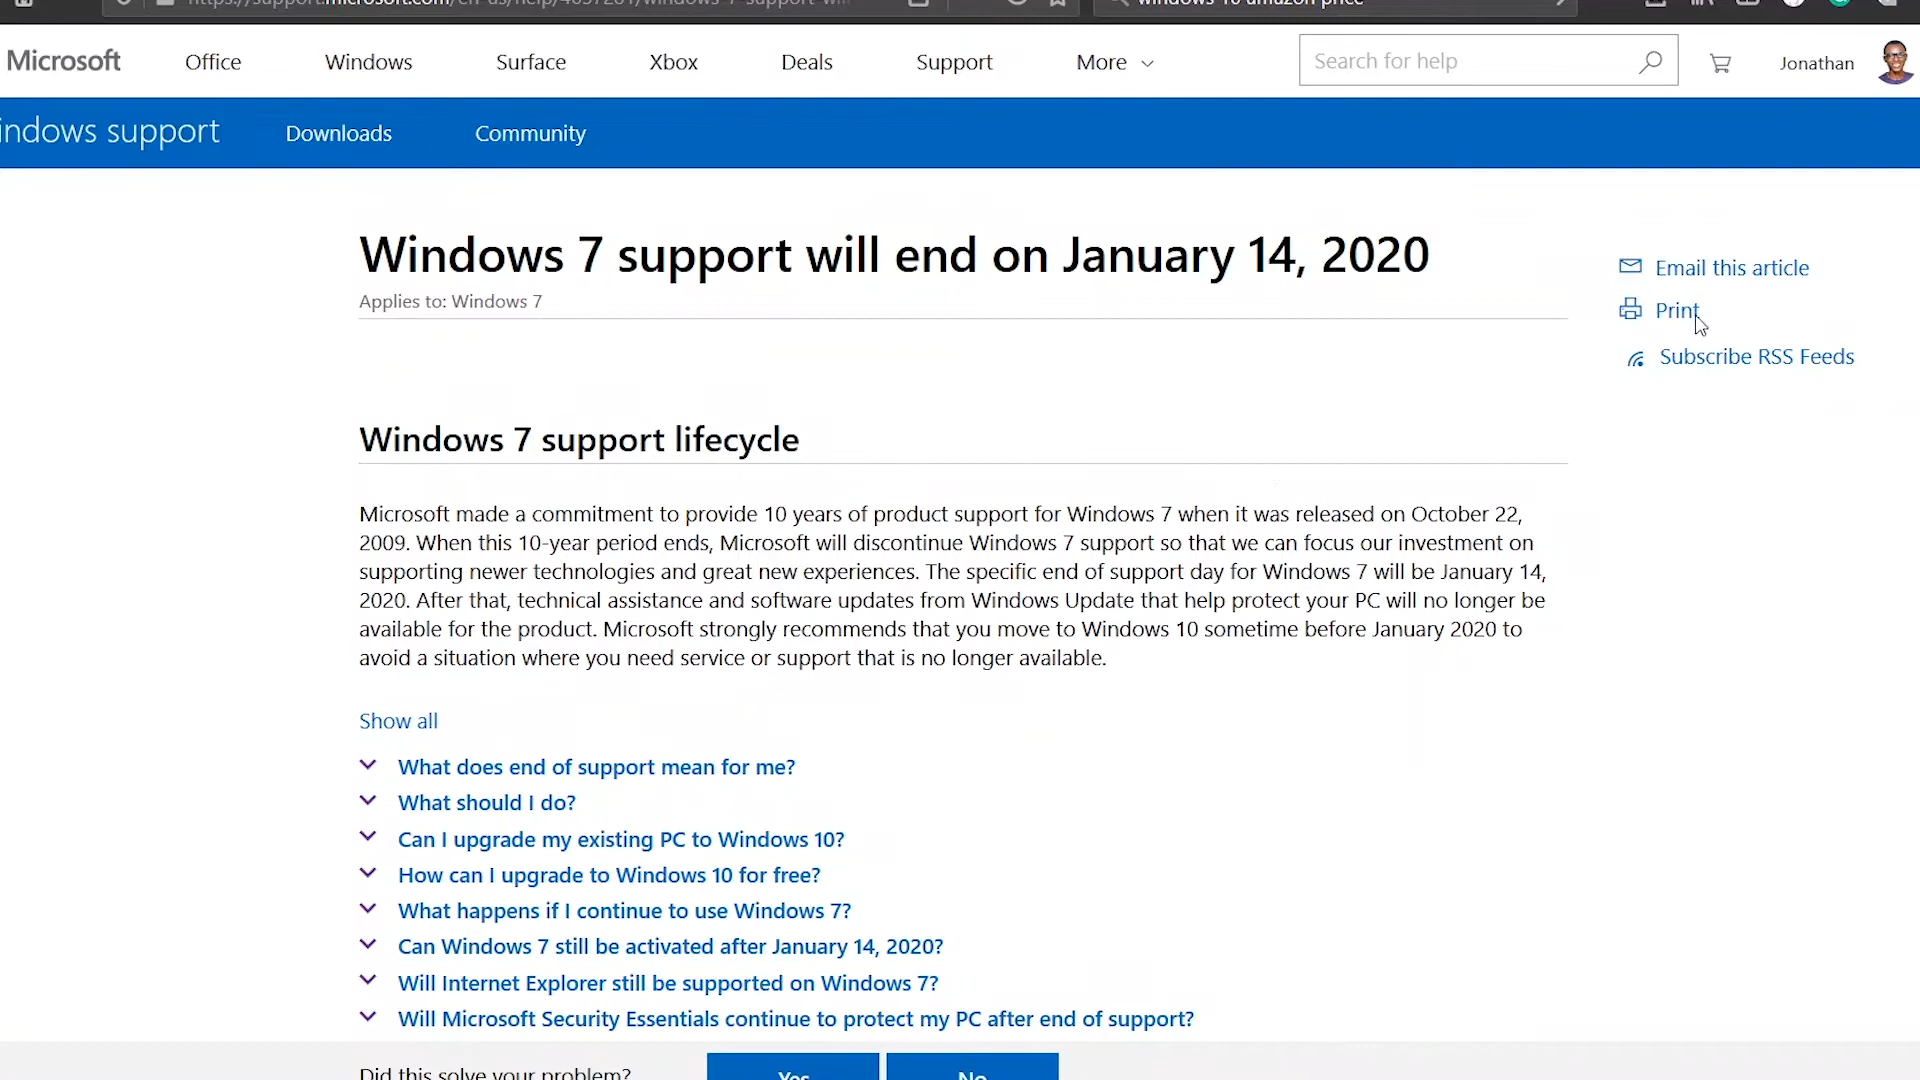 Microsoft Office Windows Surface Xbox Deals Support More Search for help Jonathan
indows support Downloads Community
Windows 7 support will end on January 14, 2020
Applies to: Windows 7
Email this article
Print
Subscribe RSS Feeds
Windows 7 support lifecycle
Microsoft made a commitment to provide 10 years of product support for Windows 7 when it was released on October 22,
2009. When this 10-year period ends, Microsoft will discontinue Windows 7 support so that we can focus our investment on
supporting newer technologies and great new experiences. The specific end of support day for Windows 7 will be January 14,
2020. After that, technical assistance and software updates from Windows Update that help protect your PC will no longer be
available for the product. Microsoft strongly recommends that you move to Windows 10 sometime before January 2020 to
avoid a situation where you need service or support that is no longer available.
Show all
What does end of support mean for me?
What should I do?
Can I upgrade my existing PC to Windows 10?
How can I upgrade to Windows 10 for free?
What happens if I continue to use Windows 7?
Can Windows 7 still be activated after January 14, 2020?
Will Internet Explorer still be supported on Windows 7?
Will Microsoft Security Essentials continue to protect my PC after end of support?
Did this solve your problem? Yes No